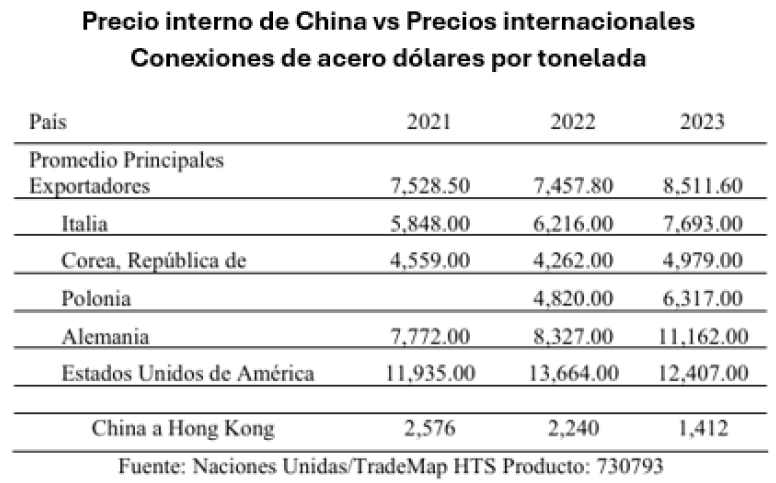 Precio interno de China vs Precios internacionales
Conexiones de acero dólares por tonelada
País 2021 2022 2023
Promedio Principales
Exportadores 7,528.50 7,457.80 8,511.60
Italia 5,848.00 6,216.00 7,693.00
Corea, República de 4,559.00 4,262.00 4,979.00
Polonia 4,820.00 6,317.00
Alemania 7,772.00 8,327.00 11,162.00
Estados Unidos de América 11,935.00 13,664.00 12,407.00
China a Hong Kong 2,576 2,240 1,412
Fuente: Naciones Unidas/TradeMap HTS Producto: 730793